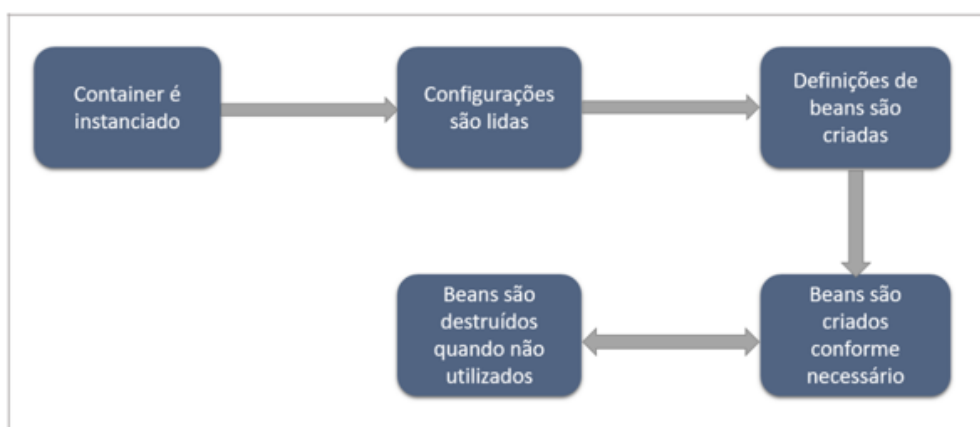 Container é
instanciado
Configurações
são lidas
Definições de
beans são
criadas
Beans são
destruídos
quando não
utilizados
Beans são
criados
conforme
necessário